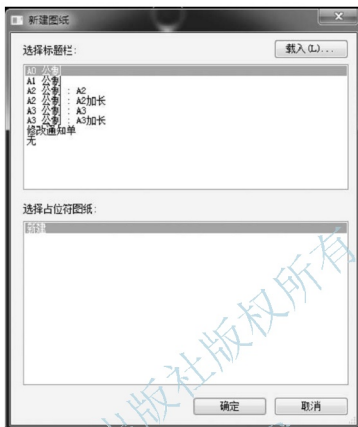 新建图纸
选择标题栏:
载入(L)...
A0 公制
A1 公制
A2 公制 : A2
A2 公制 : A2加长
A3 公制 : A3
A3 公制 : A3加长
修改通知单
无
选择占位符图纸:
新建
出版社版权所有
确定
取消